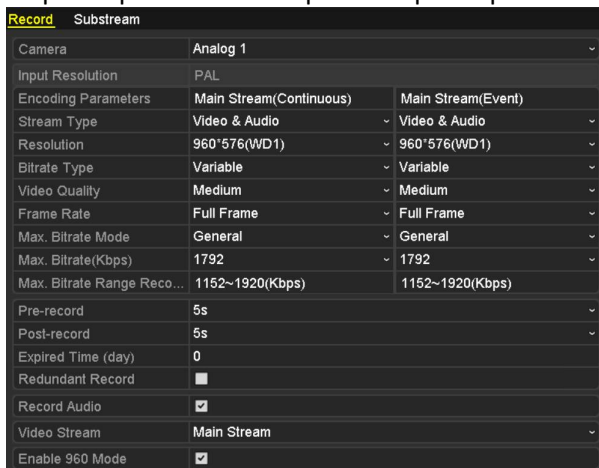 Record Substream
Camera Analog 1
Input Resolution PAL
Encoding Parameters Main Stream(Continuous) Main Stream(Event)
Stream Type Video & Audio Video & Audio
Resolution 960*576(WD1) 960*576(WD1)
Bitrate Type Variable Variable
Video Quality Medium Medium
Frame Rate Full Frame Full Frame
Max. Bitrate Mode General General
Max. Bitrate(Kbps) 1792 1792
Max. Bitrate Range Reco... 1152~1920(Kbps) 1152~1920(Kbps)
Pre-record 5s
Post-record 5s
Expired Time (day) 0
Redundant Record
Record Audio
Video Stream Main Stream
Enable 960 Mode